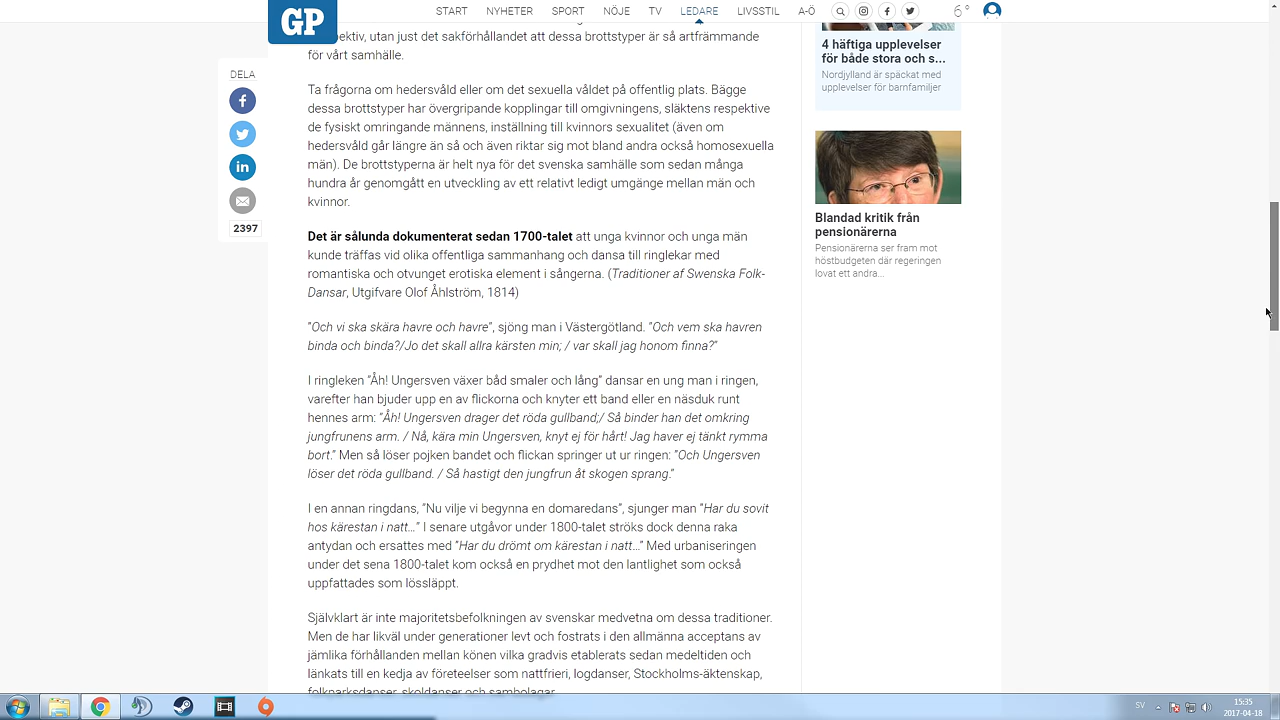 START NYHETER SPORT NÖJE TV LEDARE LIVSSTIL A-Ö 6°
GP
för vårt samhälle.
DELA
2397
Ta frågorna om hedersvåld eller om det sexuella våldet på offentlig plats. Bägge
dessa brottstyper har övergripande kopplingar till omgivningens, släktens respektive
de fysiskt omringande männens, inställning till kvinnors sexualitet (även om
hedersvåld går längre än så och även riktar sig mot bland andra också homosexuella
män). De brottstyperna är helt nya för det svenska samhälle som sedan många
hundra år genomgått en utveckling av ett relativt ledigt umgänge mellan män och
kvinnor.
Det är sålunda dokumenterat sedan 1700-talet att unga kvinnor och unga män
kunde träffas vid olika offentliga sammanhang och dansa till ringlekar med
romantiska och otvunget erotiska element i sångerna. (Traditioner af Swenska Folk-
Dansar, Utgifvare Olof Åhlström, 1814)
”Och vi ska skära havre och havre”, sjöng man i Västergötland. ”Och vem ska havren
binda och binda?/Jo det skall allra kärsten min; / var skall jag honom finna?”
I ringleken ”Åh! Ungersven växer båd smaler och lång” dansar en ung man i ringen,
varefter han bjuder upp en av flickorna och knyter ett band eller en näsduk runt
hennes arm: ”Åh! Ungersven drager det röda gullband;/ Så binder han det omkring
jungfrunens arm. / Nå, kära min Ungersven, knyt ej för hårt! Jag haver ej tänkt rymma
bort.” Men så löser pojken bandet och flickan springer ut ur ringen: ”Och Ungersven
löser det röda gullband. / Så hastigt den jungfrun åt skogen sprang.”
I en annan ringdans, ”Nu vilje vi begynna en domaredans”, sjunger man ”Har du sovit
hos kärestan i natt...” I senare utgåvor under 1800-talet ströks dock denna raka
antydan och ersattes med ”Har du drömt om kärestan i natt...” Med urbaniseringen
under det sena 1800-talet kom också en prydhet mot den lantlighet som också
uppfattades som lössläppt.
Självklart är inte majoritetsbefolkningen av svenskar medvetna om dessa traditioner.
Men de har likväl under generationer levt och fostrats i den allmänna acceptans av
jämlika förhållanden mellan könen vilka gradvis etablerats sedan medeltiden och
länkats till en kedja av företeelser som nattfrieri, logdanser, Stockholms-äktenskap,
folkparksdanser, skoldanser och sambolagar.
4 häftiga upplevelser
för både stora och s...
Nordjylland är späckat med
upplevelser för barnfamiljer
Blandad kritik från
pensionärerna
Pensionärerna ser fram mot
höstbudgeten där regeringen
lovat ett andra...
SV
15:35
2017-04-18